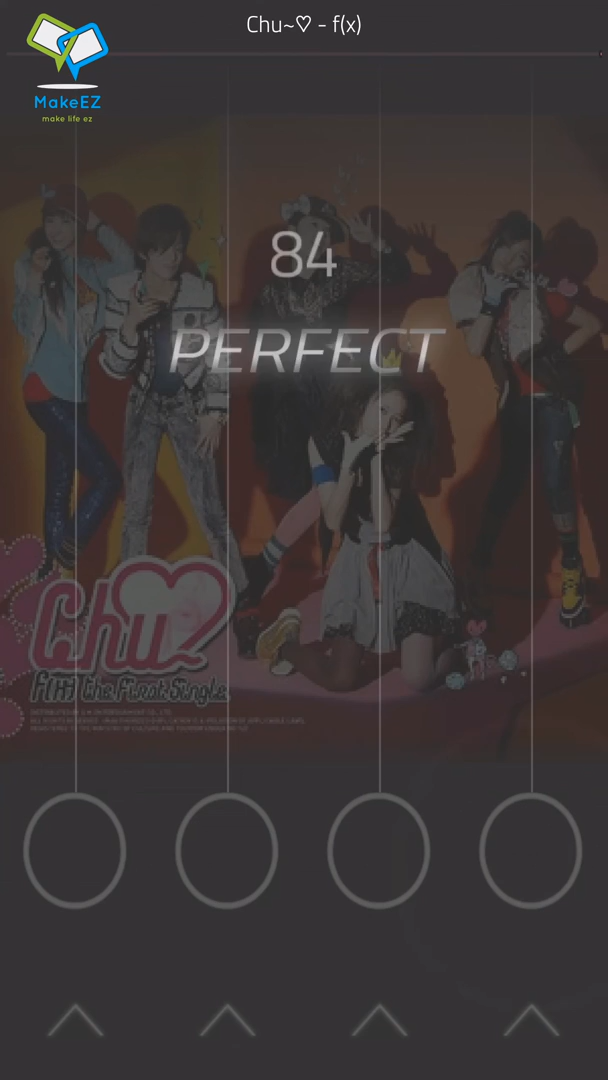 Chu~♡ - f(x)
MakeEZ
make life ez
84
PERFECT
Chu
f(x) the First Single